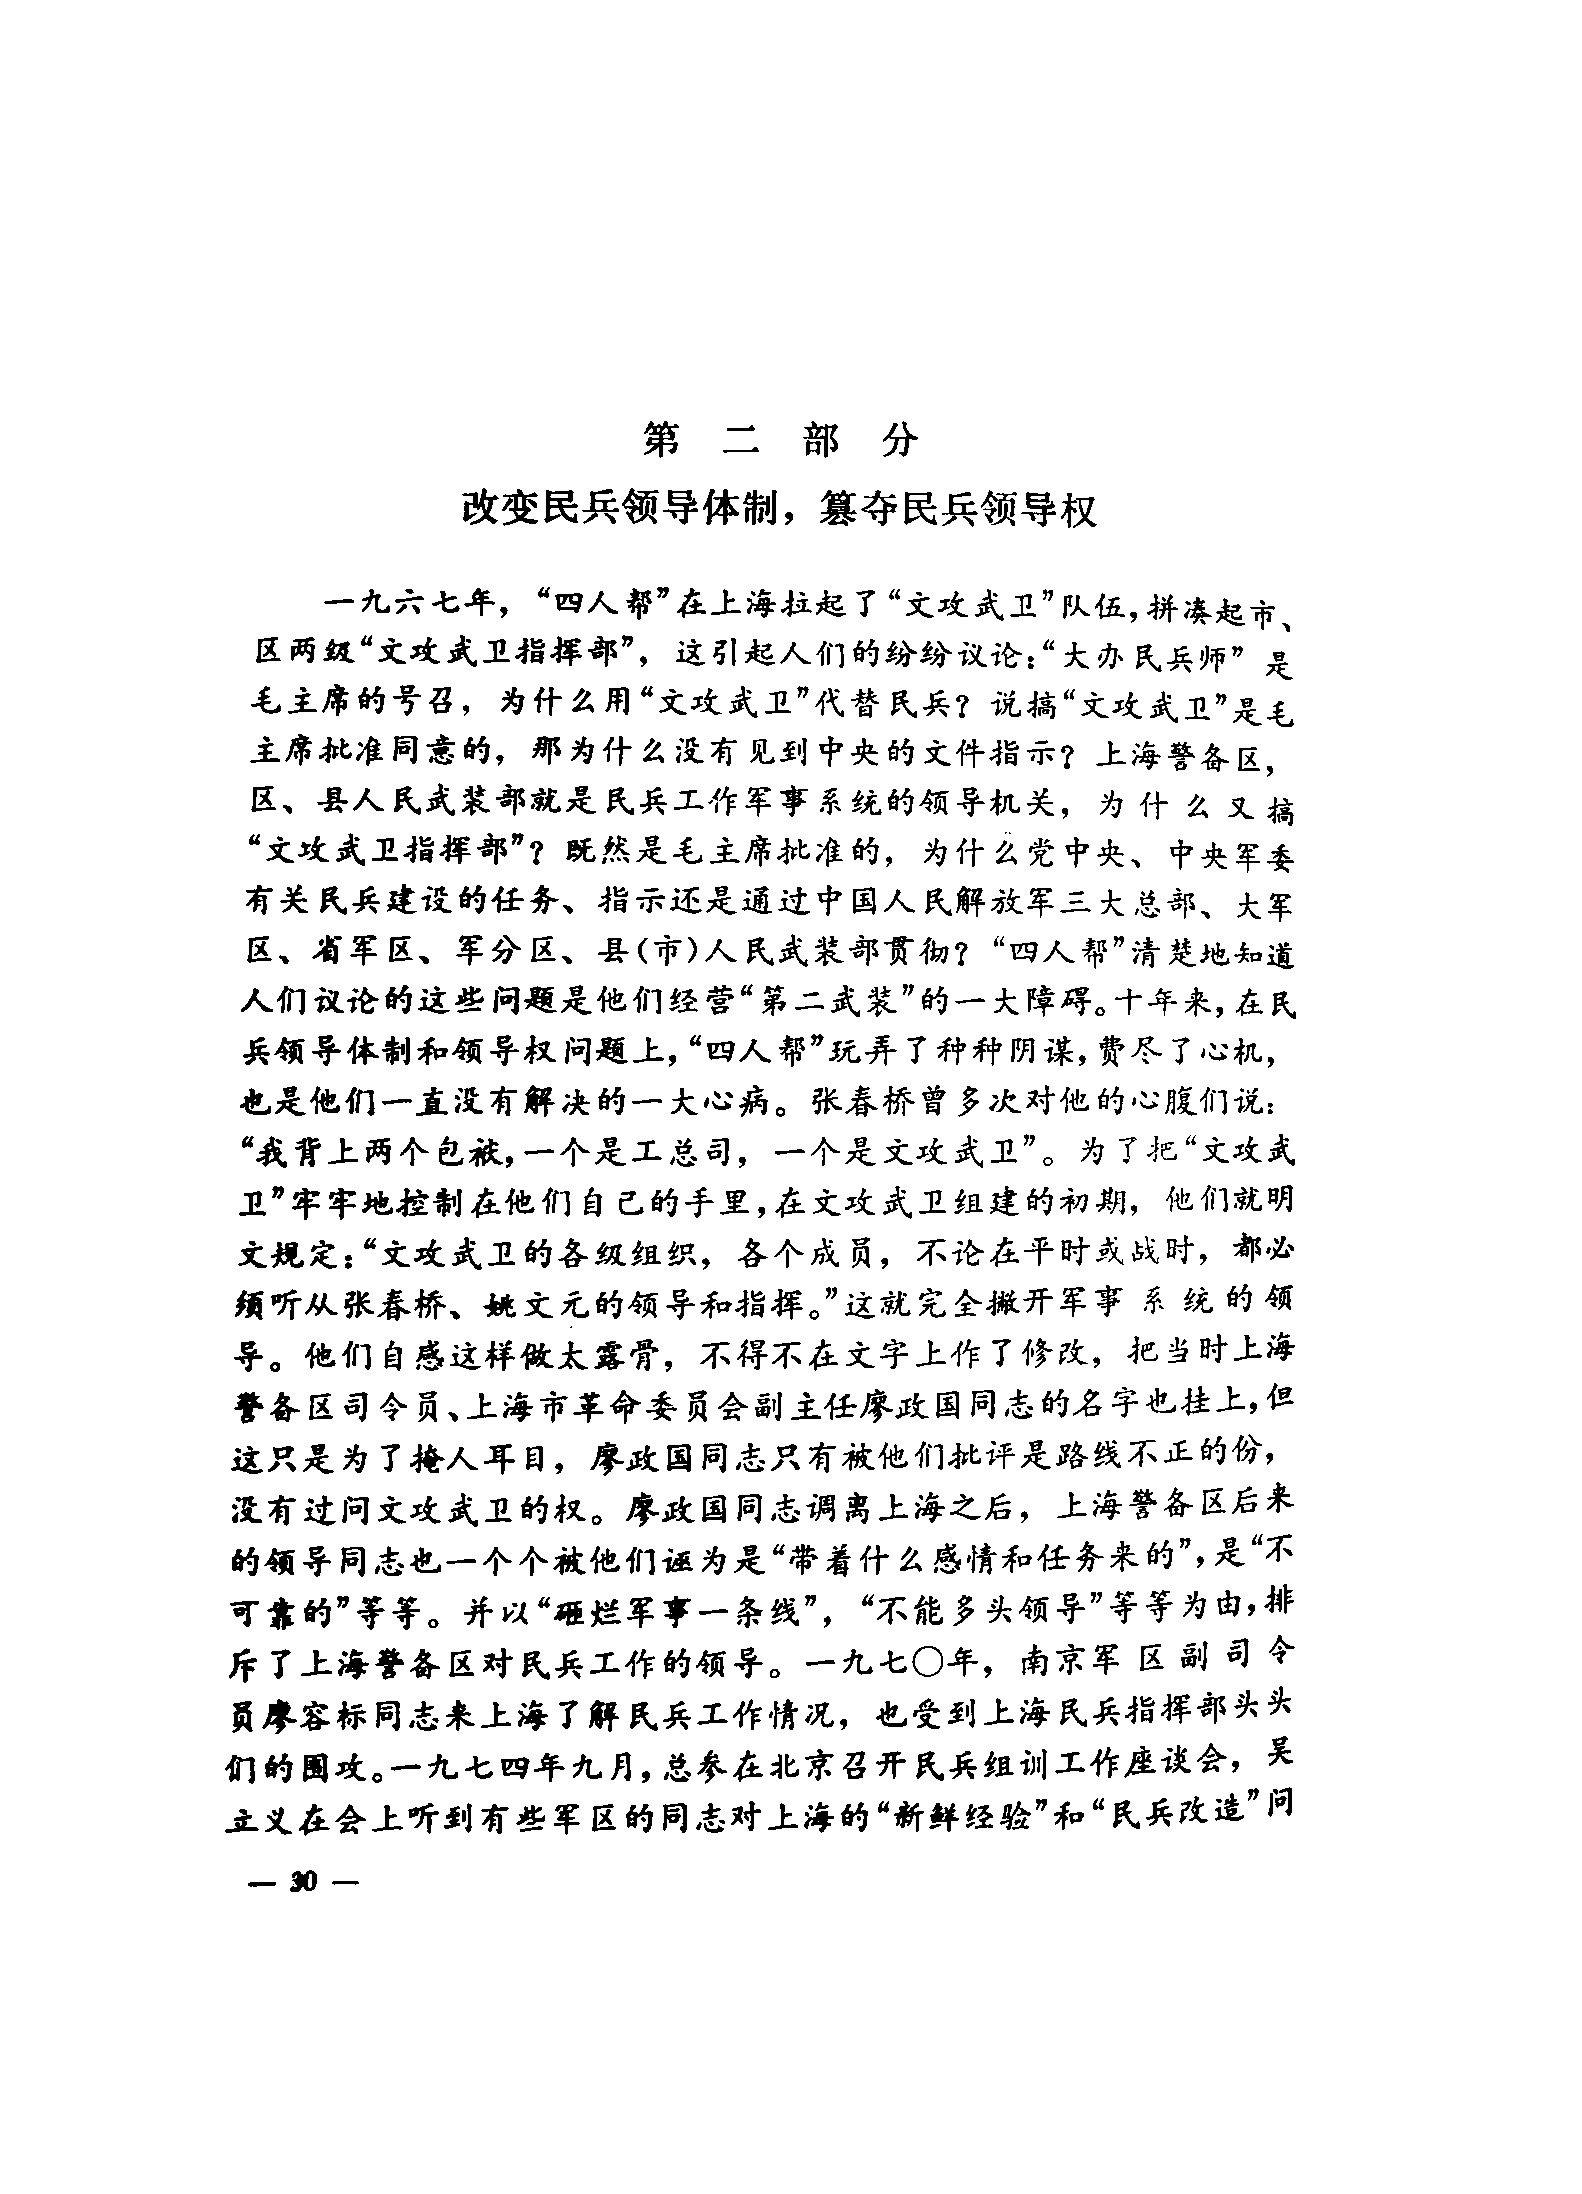 第二部分
改变民兵领导体制，篡夺民兵领导权
一九六七年，“四人帮”在上海拉起了“文攻武卫”队伍，拼凑起市、
区两级“文攻武卫指挥部”，这引起人们的纷纷议论：“大办民兵师”是
毛主席的号召，为什么用“文攻武卫”代替民兵？说搞“文攻武卫”是毛
主席批准同意的，那为什么没有见到中央的文件指示？上海警备区，
区、县人民武装部就是民兵工作军事系统的领导机关，为什么又搞
“文攻武卫指挥部”？既然是毛主席批准的，为什么党中央、中央军委
有关民兵建设的任务、指示还是通过中国人民解放军三大总部、大军
区、省军区、军分区、县（市）人民武装部贯彻？“四人帮”清楚地知道
人们议论的这些问题是他们经营“第二武装”的一大障碍。十年来，在民
兵领导体制和领导权问题上，“四人帮”玩弄了种种阴谋，费尽了心机，
也是他们一直没有解决的一大心病。张春桥曾多次对他的心腹们说：
“我背上两个包袱，一个是工总司，一个是文攻武卫”。为了把“文攻武
卫”牢牢地控制在他们自己的手里，在文攻武卫组建的初期，他们就明
文规定：“文攻武卫的各级组织，各个成员，不论在平时或战时，都必
须听从张春桥、姚文元的领导和指挥。”这就完全撇开军事系统的领
导。他们自感这样做太露骨，不得不在文字上作了修改，把当时上海
警备区司令员、上海市革命委员会副主任廖政国同志的名字也挂上，但
这只是为了掩人耳目，廖政国同志只有被他们批评是路线不正的份，
没有过问文攻武卫的权。廖政国同志调离上海之后，上海警备区后来
的领导同志也一个个被他们诬为是“带着什么感情和任务来的”，是“不
可靠的”等等。并以“砸烂军事一条线”，“不能多头领导”等等为由，排
斥了上海警备区对民兵工作的领导。一九七〇年，南京军区副司令
员廖容标同志来上海了解民兵工作情况，也受到上海民兵指挥部头头
们的围攻。一九七四年九月，总参在北京召开民兵组训工作座谈会，吴
立义在会上听到有些军区的同志对上海的“新鲜经验”和“民兵改造”问
— 30 —